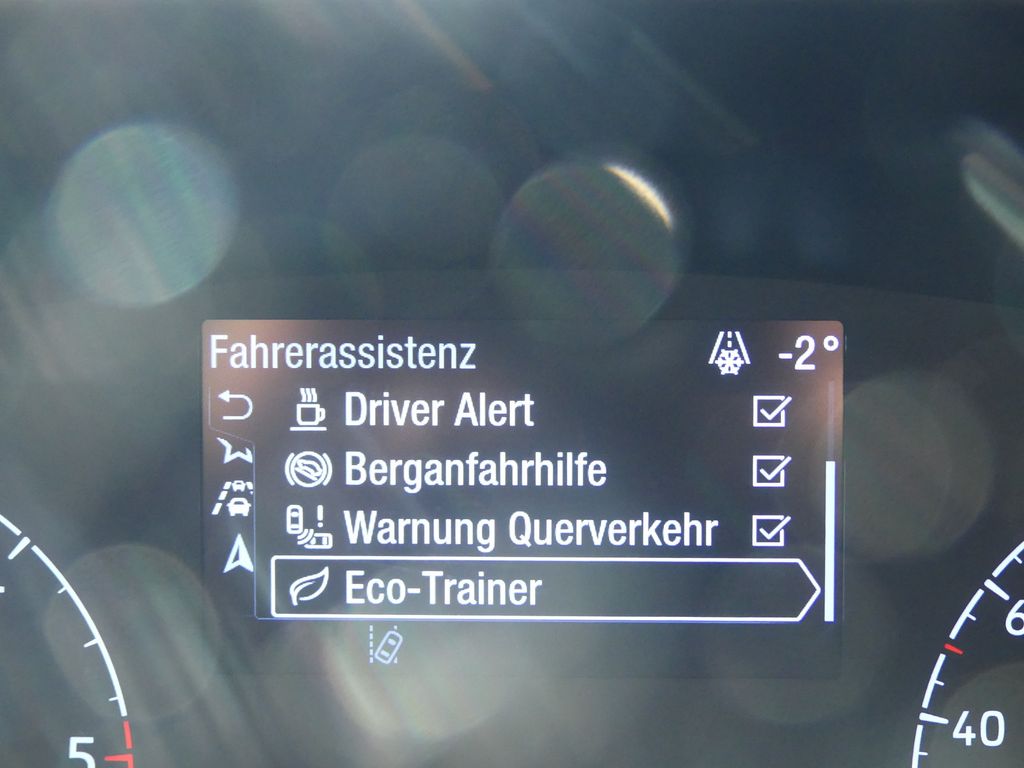 Fahrerassistenz -2°
Driver Alert
Berganfahrhilfe
Warnung Querverkehr
Eco-Trainer
6
40
5